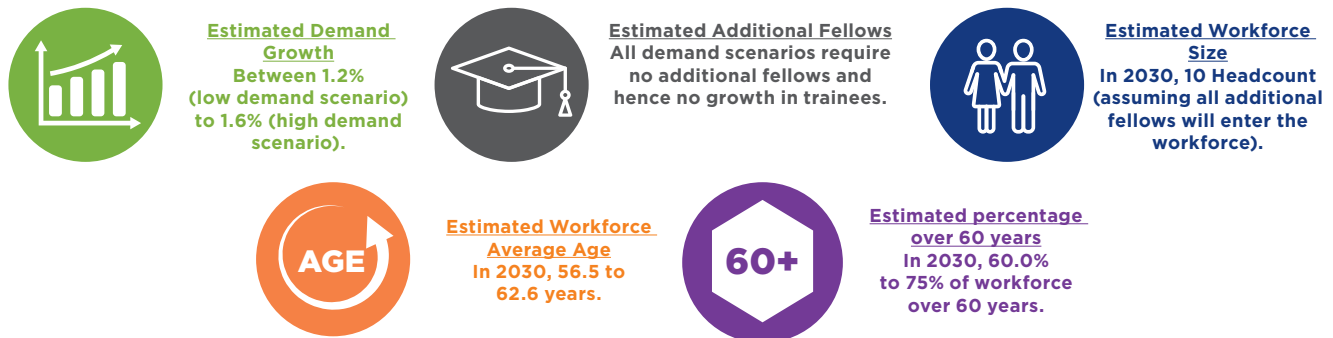 Estimated Demand
Growth
Between 1.2%
(low demand scenario)
to 1.6% (high demand
scenario).
Estimated Additional Fellows
All demand scenarios require
no additional fellows and
hence no growth in trainees.
Estimated Workforce
Size
In 2030, 10 Headcount
(assuming all additional
fellows will enter the
workforce).
AGE
Estimated Workforce
Average Age
In 2030, 56.5 to
62.6 years.
60+
Estimated percentage
over 60 years
In 2030, 60.0%
to 75% of workforce
over 60 years.